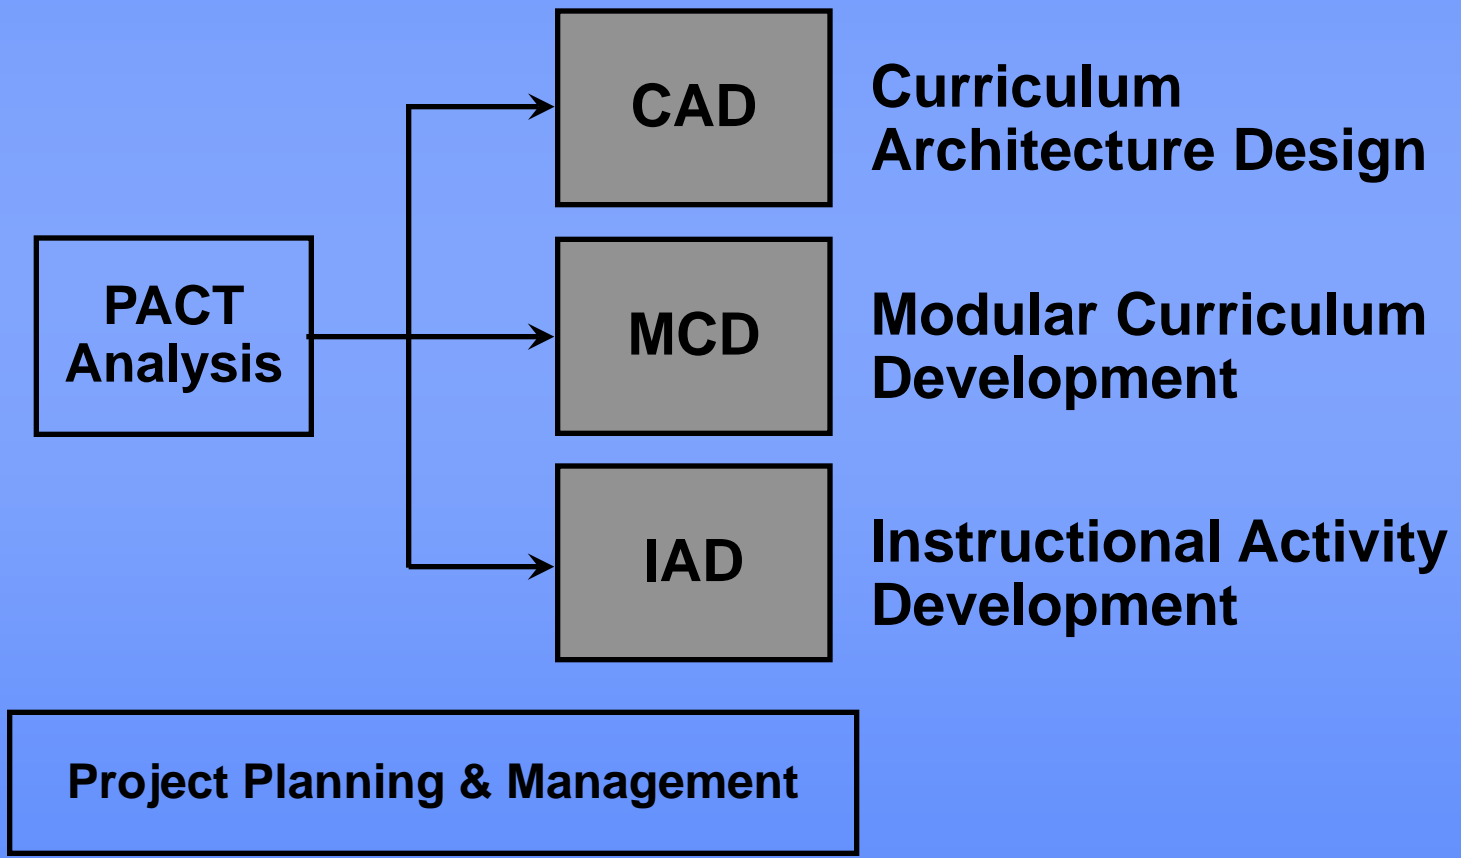 CAD
Curriculum
Architecture Design
PACT
Analysis
MCD
Modular Curriculum
Development
IAD
Instructional Activity
Development
Project Planning & Management